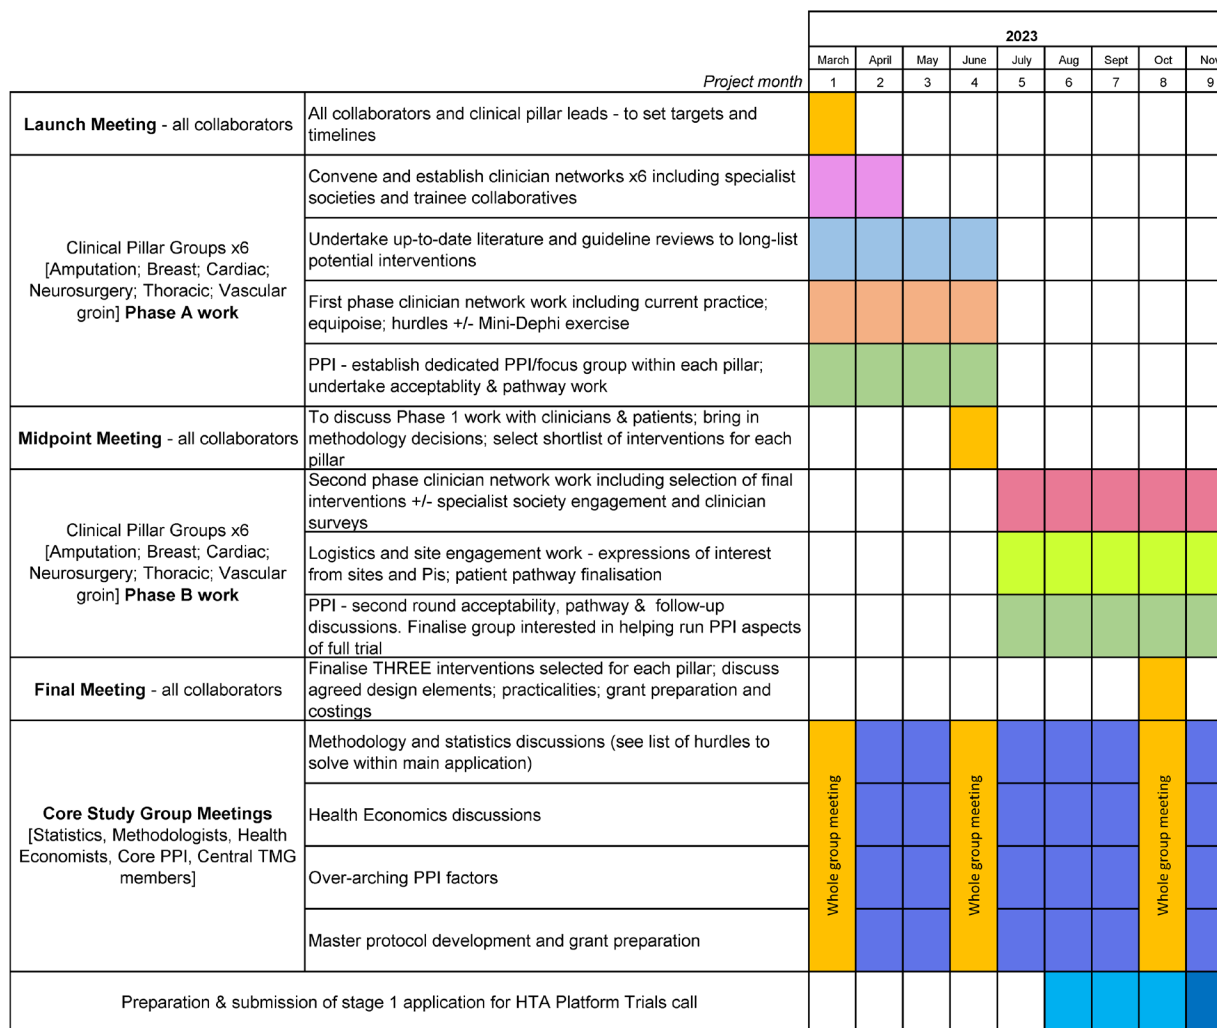 2023
March April May June July Aug Sept Oct Nov
Project month 1 2 3 4 5 6 7 8 9
Launch Meeting - all collaborators
All collaborators and clinical pillar leads - to set targets and
timelines
Clinical Pillar Groups x6
[Amputation; Breast; Cardiac;
Neurosurgery; Thoracic; Vascular
groin] Phase A work
Convene and establish clinician networks x6 including specialist
societies and trainee collaboratives
Undertake up-to-date literature and guideline reviews to long-list
potential interventions
First phase clinician network work including current practice;
equipoise; hurdles +/- Mini-Dephi exercise
PPI - establish dedicated PPI/focus group within each pillar;
undertake acceptablity & pathway work
Midpoint Meeting - all collaborators
To discuss Phase 1 work with clinicians & patients; bring in
methodology decisions; select shortlist of interventions for each
pillar
Clinical Pillar Groups x6
[Amputation; Breast; Cardiac;
Neurosurgery; Thoracic; Vascular
groin] Phase B work
Second phase clinician network work including selection of final
interventions +/- specialist society engagement and clinician
surveys
Logistics and site engagement work - expressions of interest
from sites and Pis; patient pathway finalisation
PPI - second round acceptability, pathway & follow-up
discussions. Finalise group interested in helping run PPI aspects
of full trial
Final Meeting - all collaborators
Finalise THREE interventions selected for each pillar; discuss
agreed design elements; practicalities; grant preparation and
costings
Core Study Group Meetings
[Statistics, Methodologists, Health
Economists, Core PPI, Central TMG
members]
Methodology and statistics discussions (see list of hurdles to
solve within main application)
Health Economics discussions
Over-arching PPI factors
Master protocol development and grant preparation
Whole group meeting
Whole group meeting
Whole group meeting
Preparation & submission of stage 1 application for HTA Platform Trials call